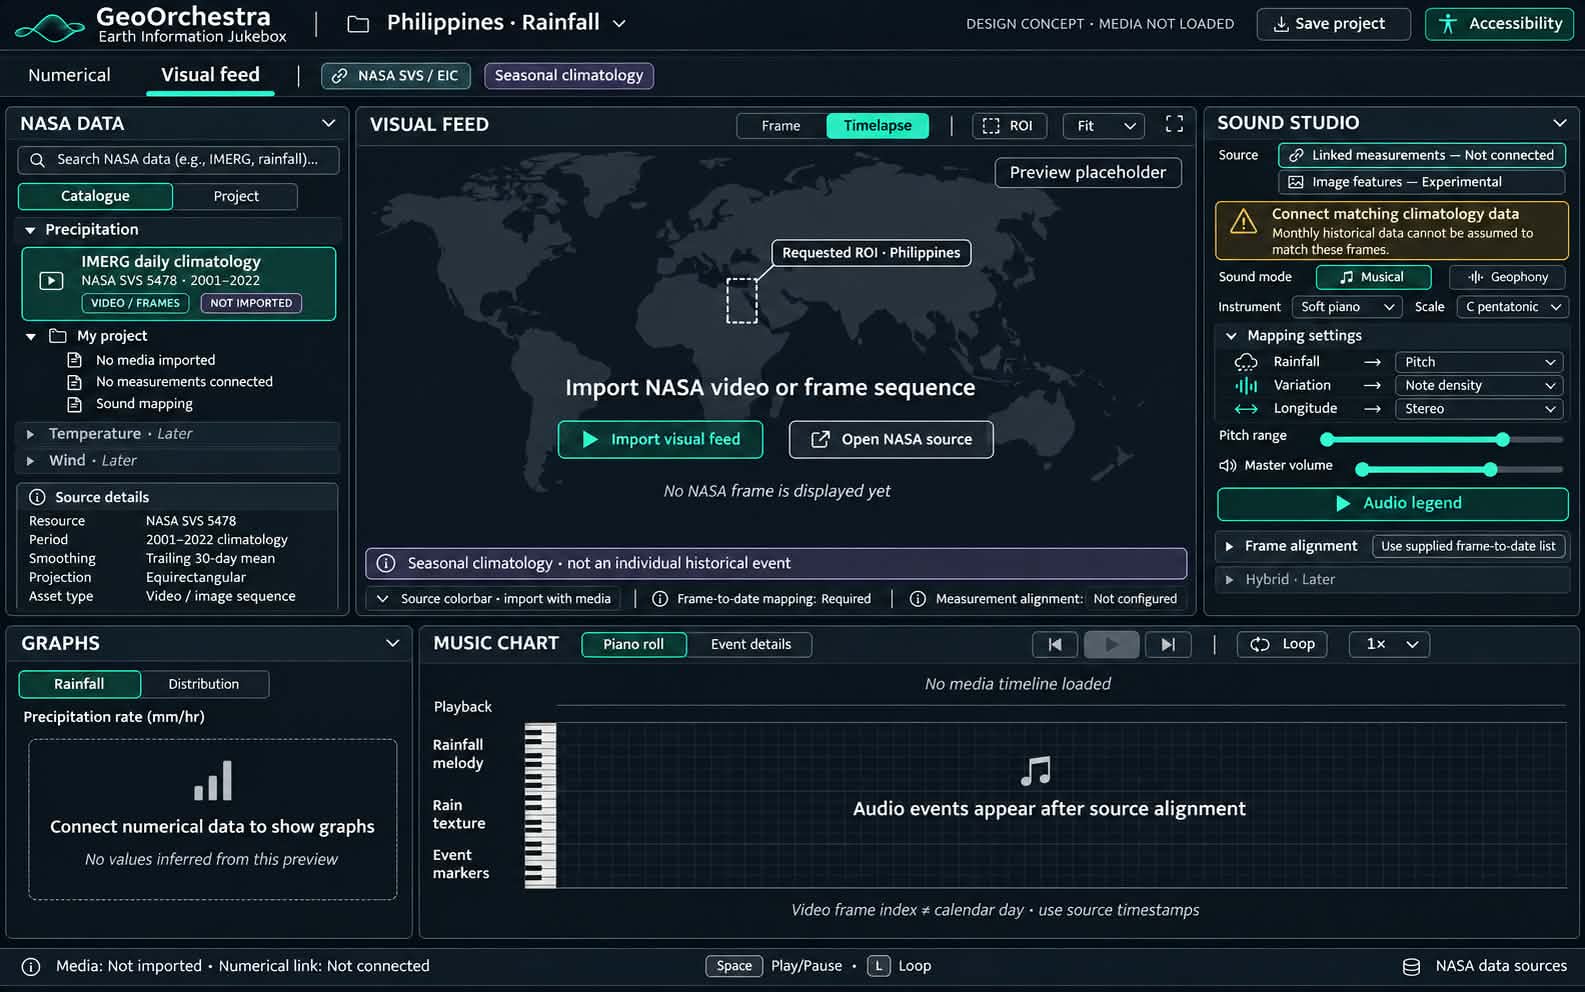 GeoOrchestra
Earth Information Jukebox
Philippines · Rainfall
DESIGN CONCEPT · MEDIA NOT LOADED
Save project
Accessibility
Numerical
Visual feed
NASA SVS / EIC
Seasonal climatology
NASA DATA
Search NASA data (e.g., IMERG, rainfall)...
Catalogue
Project
Precipitation
IMERG daily climatology
NASA SVS 5478 · 2001–2022
VIDEO / FRAMES
NOT IMPORTED
My project
No media imported
No measurements connected
Sound mapping
Temperature · Later
Wind · Later
Source details
Resource NASA SVS 5478
Period 2001–2022 climatology
Smoothing Trailing 30-day mean
Projection Equirectangular
Asset type Video / image sequence
VISUAL FEED
Frame
Timelapse
ROI
Fit
Preview placeholder
Requested ROI · Philippines
Import NASA video or frame sequence
Import visual feed
Open NASA source
No NASA frame is displayed yet
Seasonal climatology · not an individual historical event
Source colorbar · import with media
Frame-to-date mapping: Required
Measurement alignment: Not configured
SOUND STUDIO
Source
Linked measurements — Not connected
Image features — Experimental
Connect matching climatology data
Monthly historical data cannot be assumed to
match these frames.
Sound mode
Musical
Geophony
Instrument
Soft piano
Scale
C pentatonic
Mapping settings
Rainfall → Pitch
Variation → Note density
Longitude → Stereo
Pitch range
Master volume
Audio legend
Frame alignment
Use supplied frame-to-date list
Hybrid · Later
GRAPHS
Rainfall
Distribution
Precipitation rate (mm/hr)
Connect numerical data to show graphs
No values inferred from this preview
MUSIC CHART
Piano roll
Event details
Loop
1×
No media timeline loaded
Playback
Rainfall
melody
Rain
texture
Event
markers
Audio events appear after source alignment
Video frame index ≠ calendar day · use source timestamps
Media: Not imported · Numerical link: Not connected
Space Play/Pause · L Loop
NASA data sources